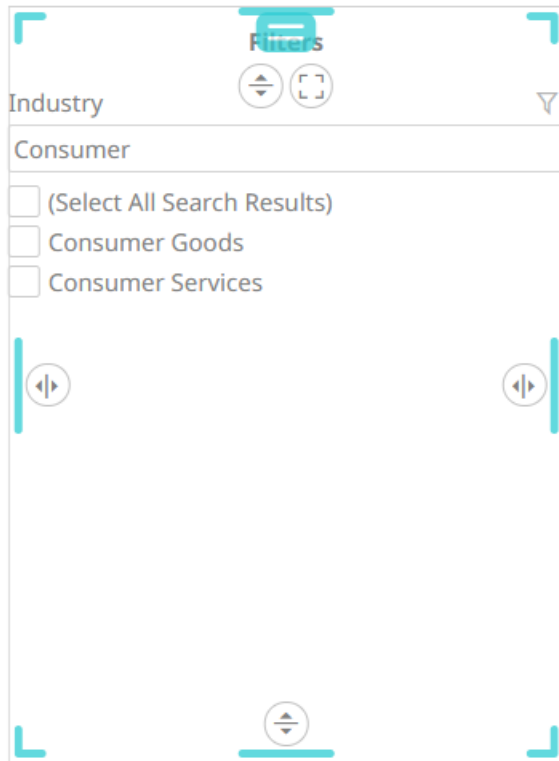 Filters
Industry
Consumer
(Select All Search Results)
Consumer Goods
Consumer Services